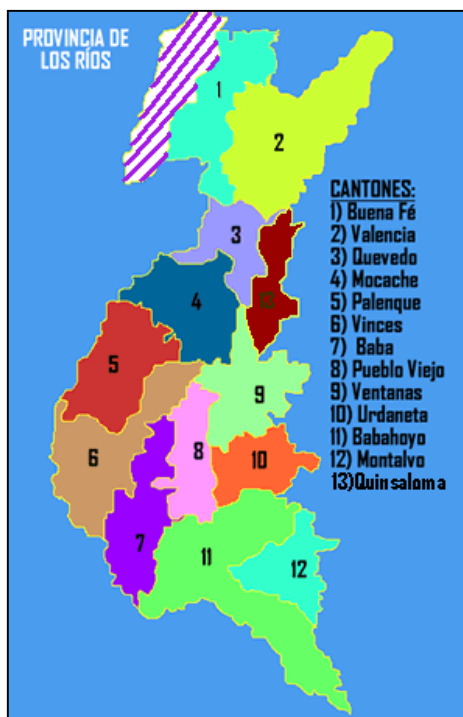 PROVINCIA DE
LOS RÍOS
1
2
3
13
4
5
9
6
8
10
7
11
12
CANTONES:
1) Buena Fé
2) Valencia
3) Quevedo
4) Mocache
5) Palenque
6) Vinces
7) Baba
8) Pueblo Viejo
9) Ventanas
10) Urdaneta
11) Babahoyo
12) Montalvo
13)Quinsaloma